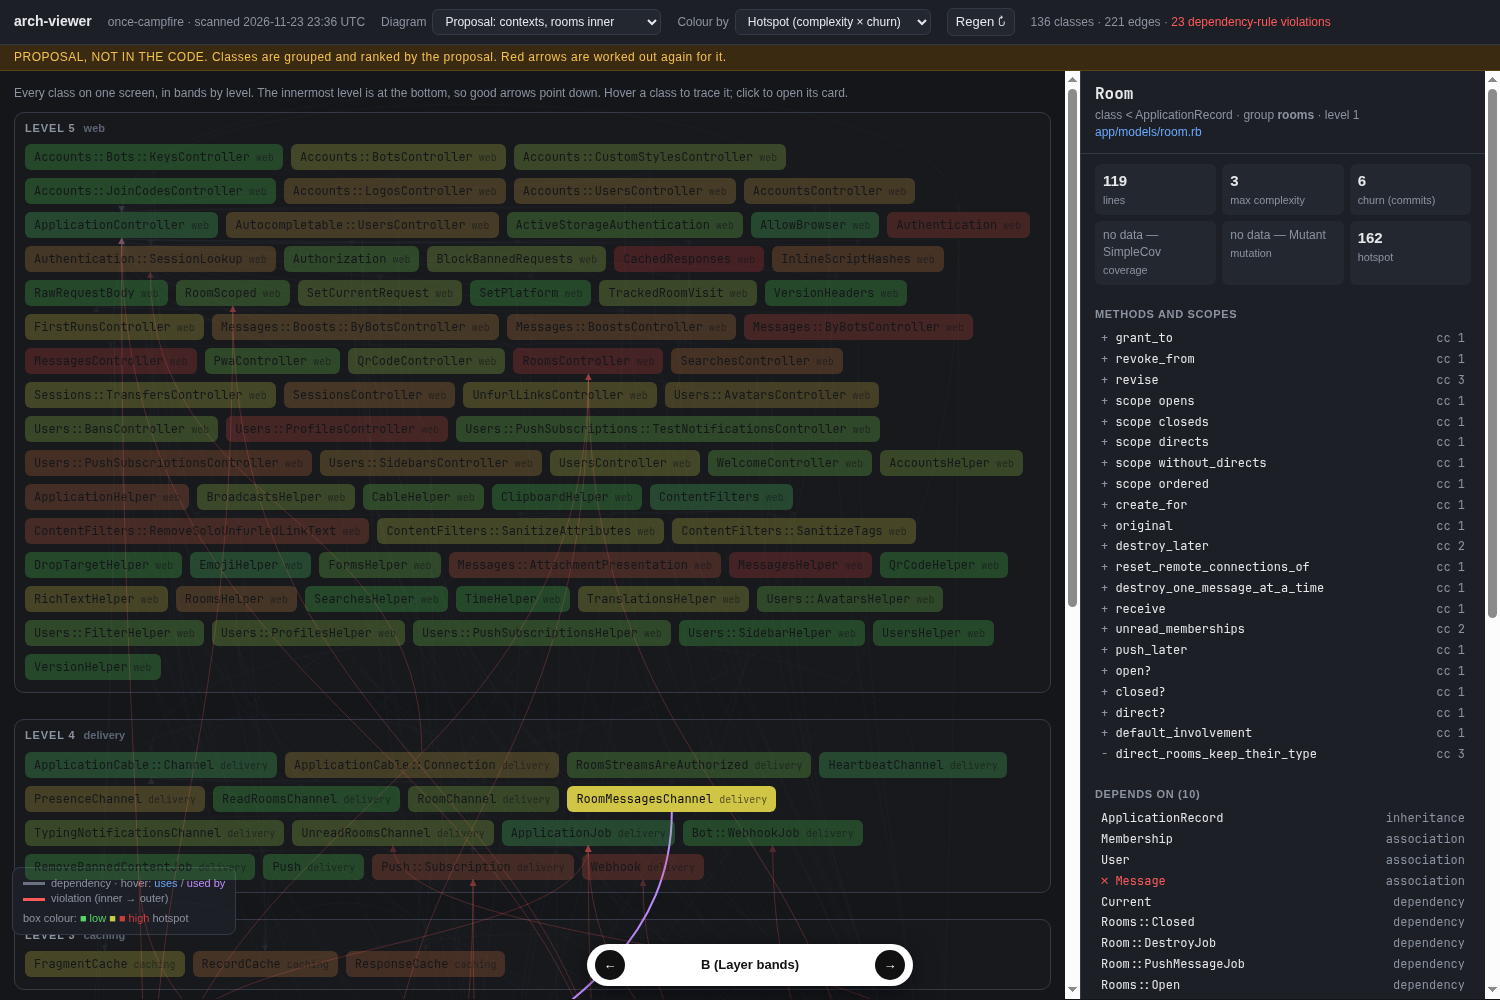 arch-viewer once-campfire · scanned 2026-11-23 23:36 UTC Diagram Proposal: contexts, rooms inner Colour by Hotspot (complexity × churn) Regen ↻ 136 classes · 221 edges · 23 dependency-rule violations
PROPOSAL, NOT IN THE CODE. Classes are grouped and ranked by the proposal. Red arrows are worked out again for it.
Every class on one screen, in bands by level. The innermost level is at the bottom, so good arrows point down. Hover a class to trace it; click to open its card.
LEVEL 5 web
Accounts::Bots::KeysController web Accounts::BotsController web Accounts::CustomStylesController web
Accounts::JoinCodesController web Accounts::LogosController web Accounts::UsersController web AccountsController web
ApplicationController web Autocompletable::UsersController web ActiveStorageAuthentication web AllowBrowser web Authentication web
Authentication::SessionLookup web Authorization web BlockBannedRequests web CachedResponses web InlineScriptHashes web
RawRequestBody web RoomScoped web SetCurrentRequest web SetPlatform web TrackedRoomVisit web VersionHeaders web
FirstRunsController web Messages::Boosts::ByBotsController web Messages::BoostsController web Messages::ByBotsController web
MessagesController web PwaController web QrCodeController web RoomsController web SearchesController web
Sessions::TransfersController web SessionsController web UnfurlLinksController web Users::AvatarsController web
Users::BansController web Users::ProfilesController web Users::PushSubscriptions::TestNotificationsController web
Users::PushSubscriptionsController web Users::SidebarsController web UsersController web WelcomeController web AccountsHelper web
ApplicationHelper web BroadcastsHelper web CableHelper web ClipboardHelper web ContentFilters web
ContentFilters::RemoveSoloUnfurledLinkText web ContentFilters::SanitizeAttributes web ContentFilters::SanitizeTags web
DropTargetHelper web EmojiHelper web FormsHelper web Messages::AttachmentPresentation web MessagesHelper web QrCodeHelper web
RichTextHelper web RoomsHelper web SearchesHelper web TimeHelper web TranslationsHelper web Users::AvatarsHelper web
Users::FilterHelper web Users::ProfilesHelper web Users::PushSubscriptionsHelper web Users::SidebarHelper web UsersHelper web
VersionHelper web
LEVEL 4 delivery
ApplicationCable::Channel delivery ApplicationCable::Connection delivery RoomStreamsAreAuthorized delivery HeartbeatChannel delivery
PresenceChannel delivery ReadRoomsChannel delivery RoomChannel delivery RoomMessagesChannel delivery
TypingNotificationsChannel delivery UnreadRoomsChannel delivery ApplicationJob delivery Bot::WebhookJob delivery
RemoveBannedContentJob delivery Push delivery Push::Subscription delivery Webhook delivery
dependency · hover: uses / used by
violation (inner → outer)
box colour: ■ low ■ ■ high hotspot
LEVEL 3 caching
FragmentCache caching RecordCache caching ResponseCache caching
← B (Layer bands) →
Room
class < ApplicationRecord · group rooms · level 1
app/models/room.rb
119 3 6
lines max complexity churn (commits)
no data — SimpleCov no data — Mutant 162
coverage mutation hotspot
METHODS AND SCOPES
+ grant_to cc 1
+ revoke_from cc 1
+ revise cc 3
+ scope opens cc 1
+ scope closeds cc 1
+ scope directs cc 1
+ scope without_directs cc 1
+ scope ordered cc 1
+ create_for cc 1
+ original cc 1
+ destroy_later cc 2
+ reset_remote_connections_of cc 1
+ destroy_one_message_at_a_time cc 1
+ receive cc 1
+ unread_memberships cc 2
+ push_later cc 1
+ open? cc 1
+ closed? cc 1
+ direct? cc 1
+ default_involvement cc 1
- direct_rooms_keep_their_type cc 3
DEPENDS ON (10)
ApplicationRecord inheritance
Membership association
User association
× Message association
Current dependency
Rooms::Closed dependency
Room::DestroyJob dependency
Room::PushMessageJob dependency
Rooms::Open dependency